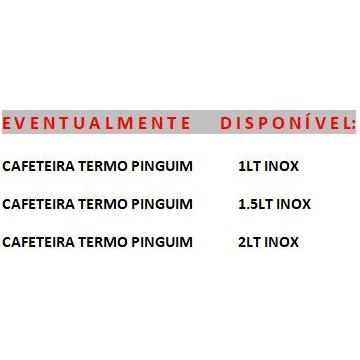 EVENTUALMENTE DISPONÍVEL:
CAFETEIRA TERMO PINGUIM 1LT INOX
CAFETEIRA TERMO PINGUIM 1.5LT INOX
CAFETEIRA TERMO PINGUIM 2LT INOX